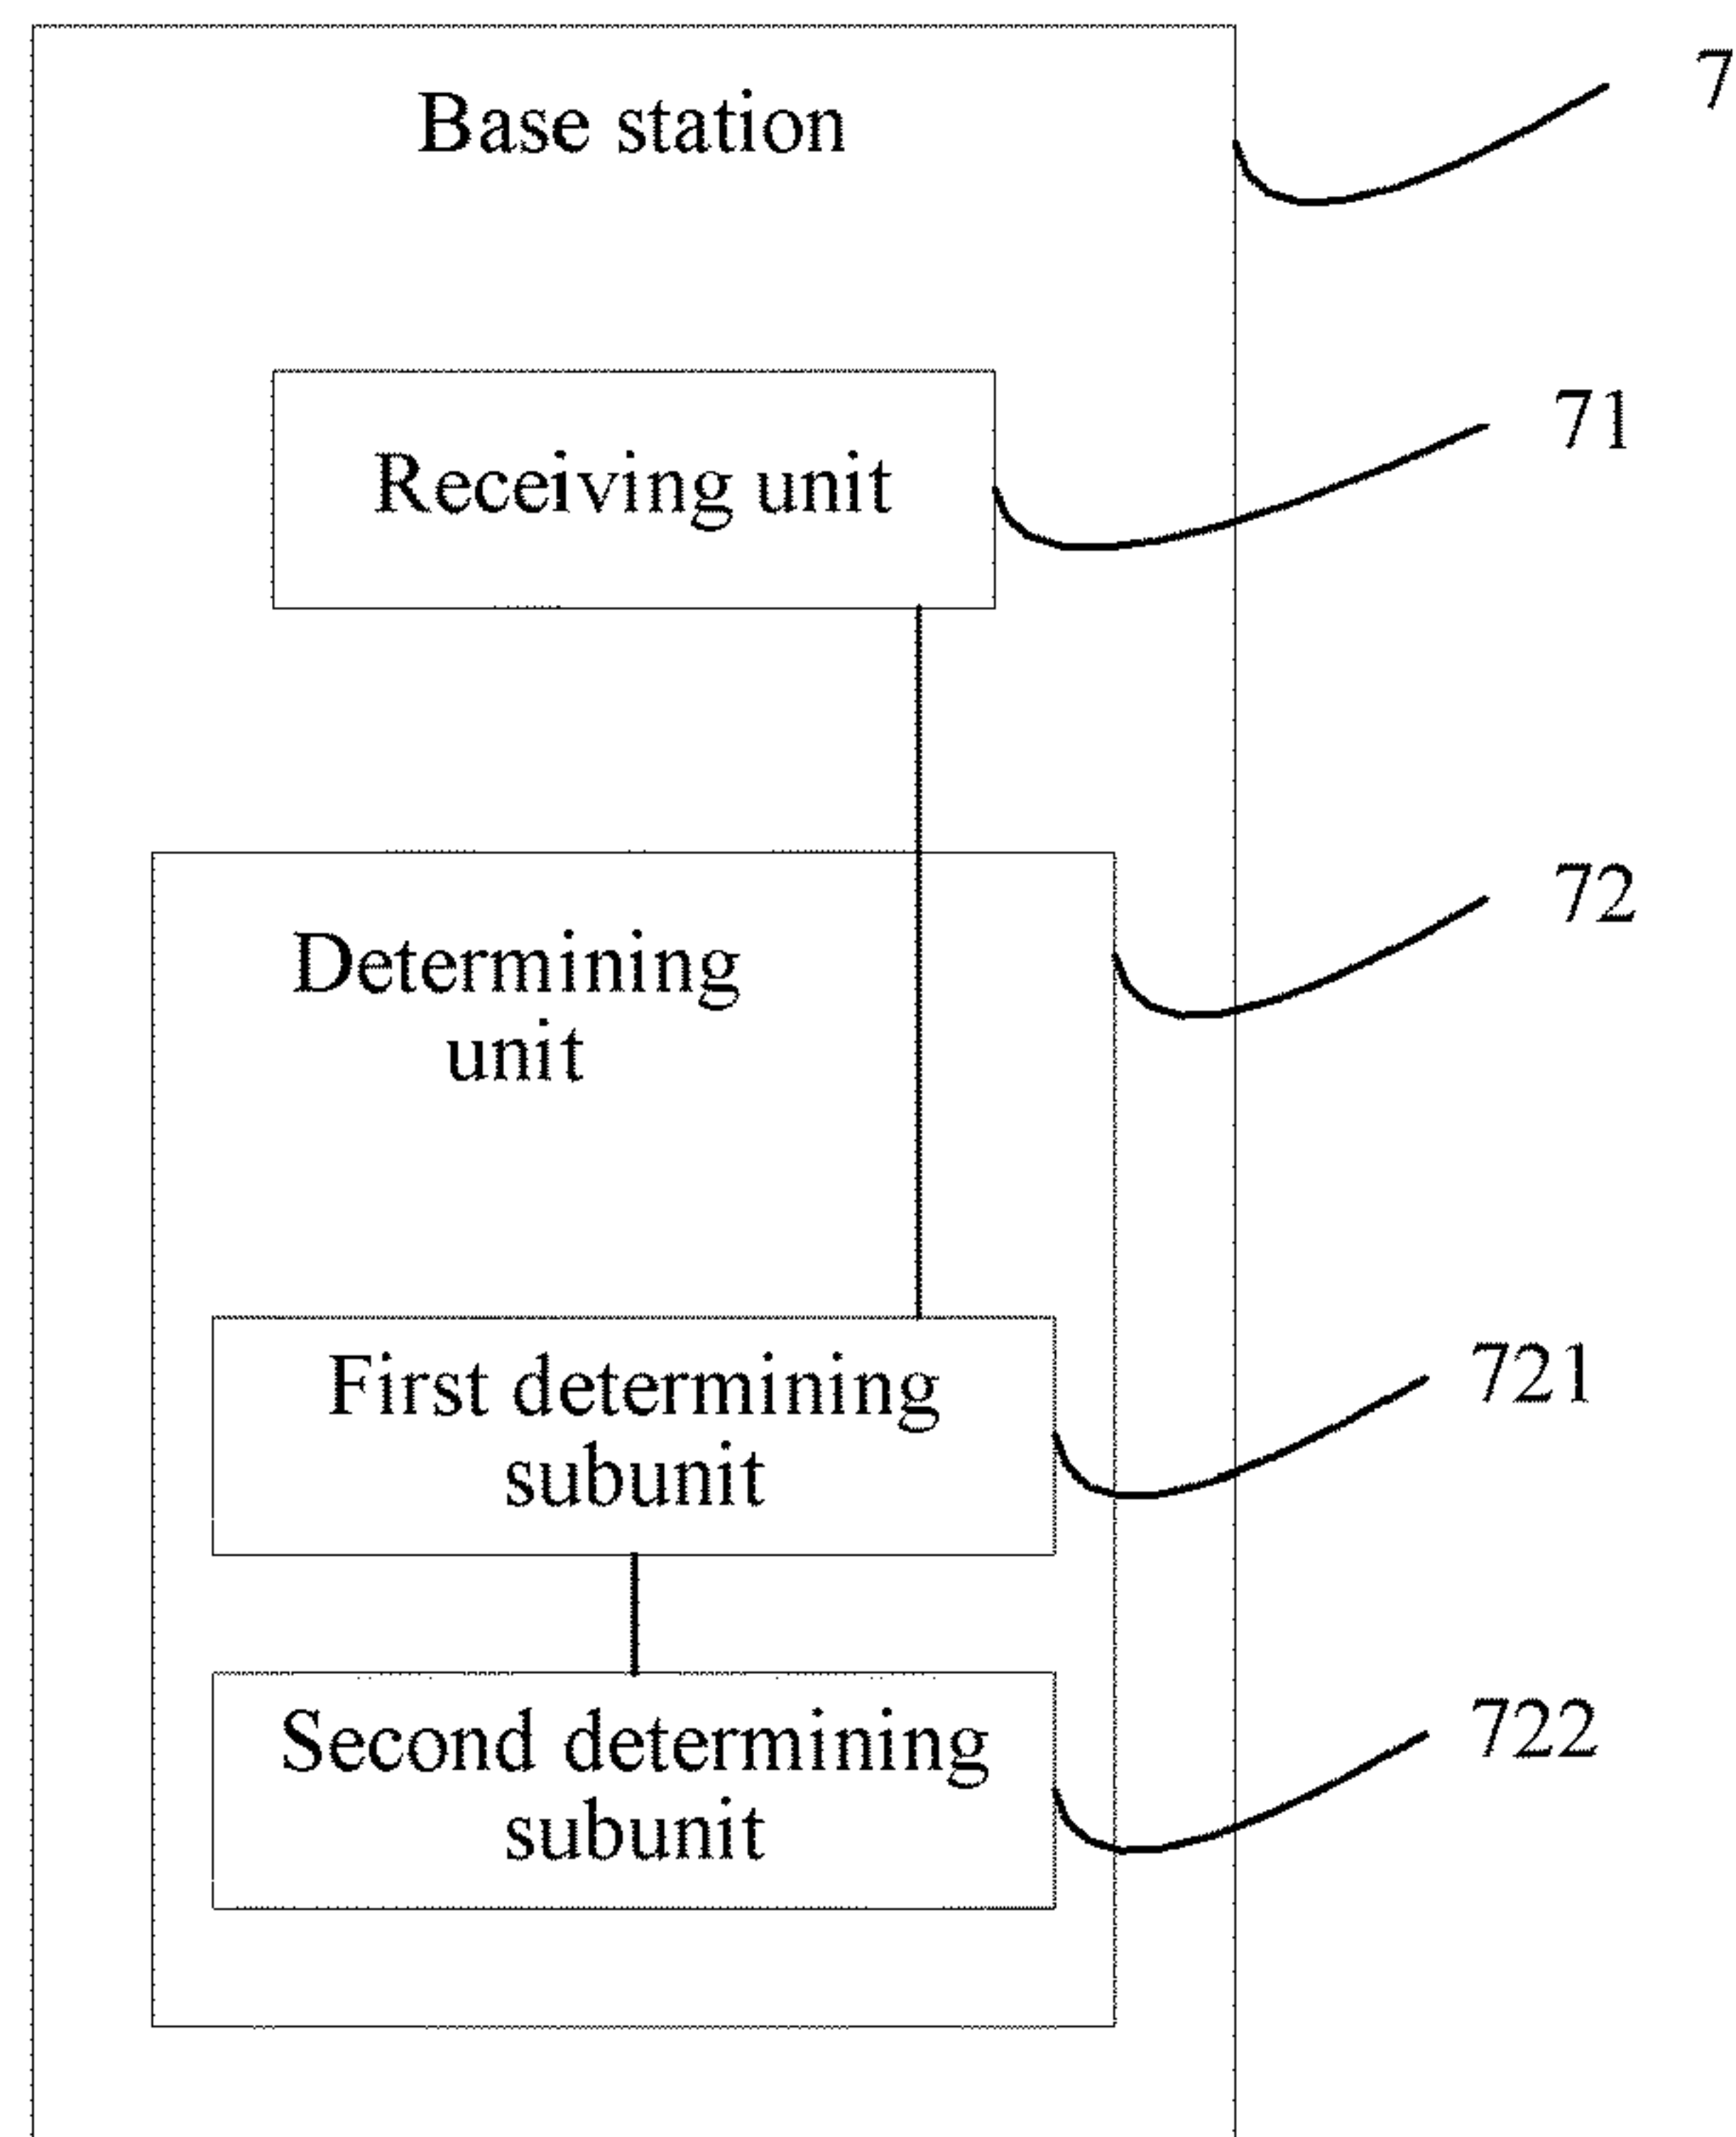 Base station
7
Receiving unit
71
Determining
unit
72
First determining
subunit
721
Second determining
subunit
722